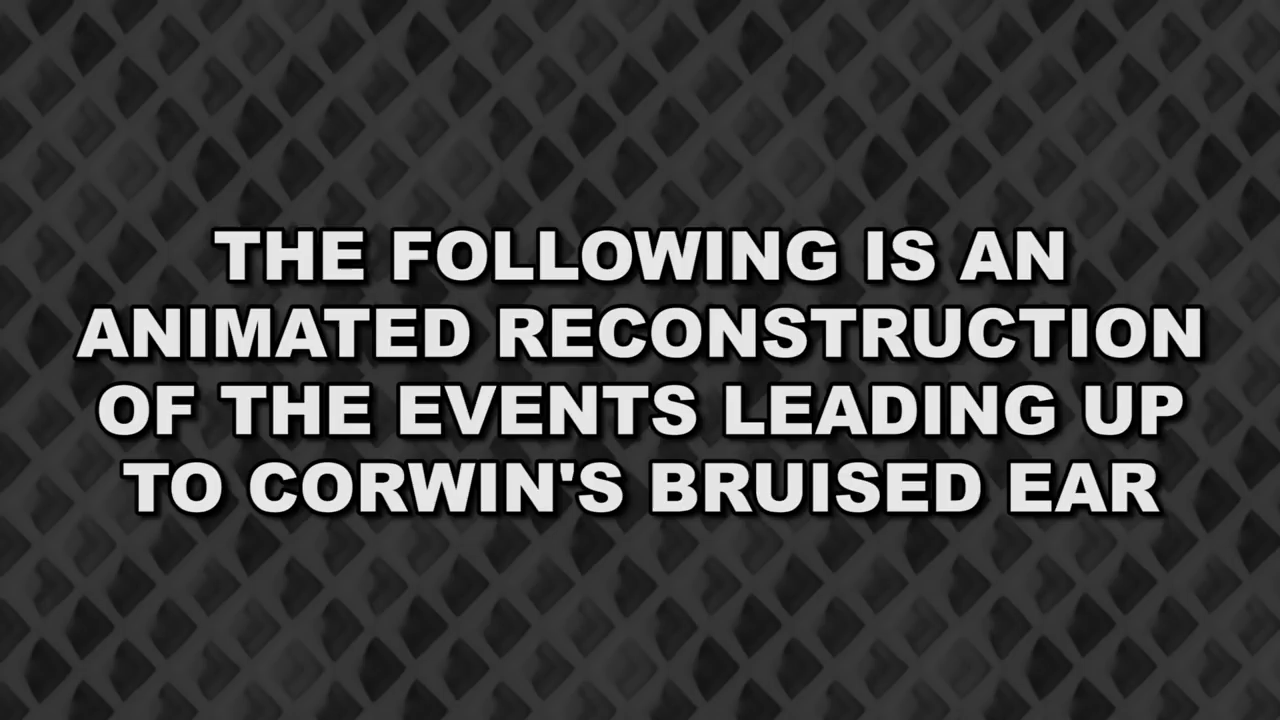 THE FOLLOWING IS AN
ANIMATED RECONSTRUCTION
OF THE EVENTS LEADING UP
TO CORWIN'S BRUISED EAR